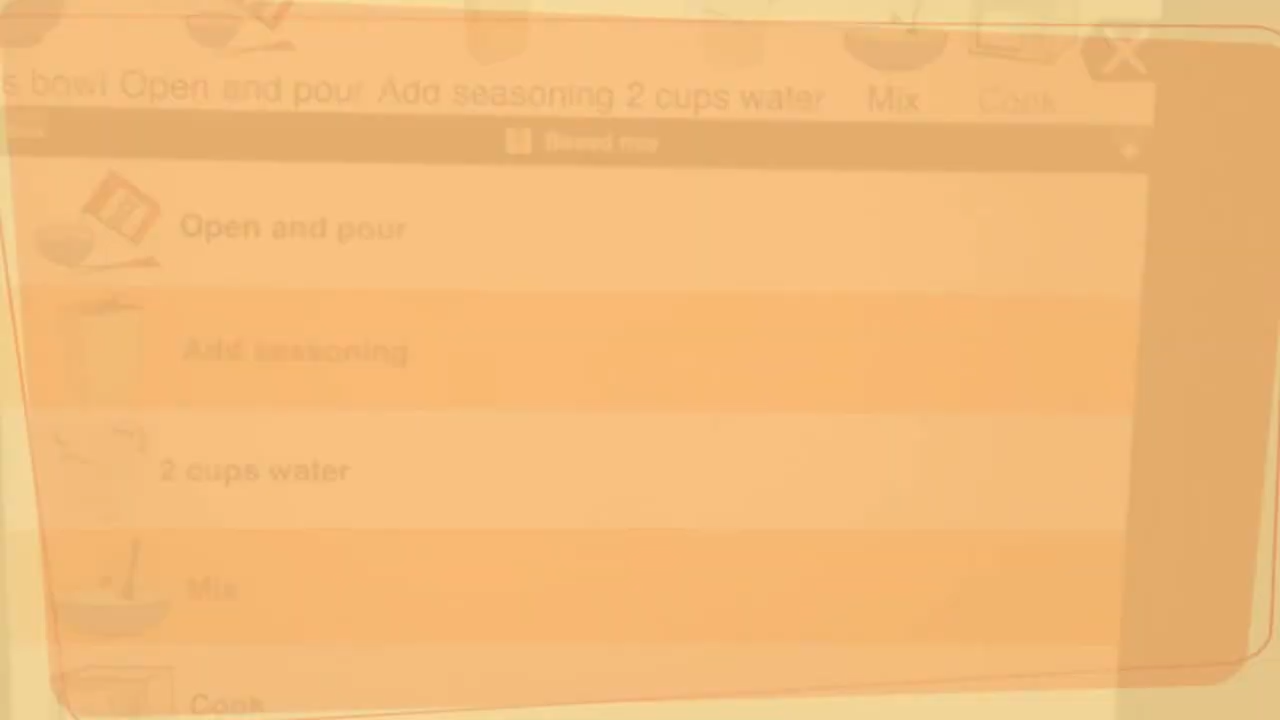 s bowl Open and pour Add seasoning 2 cups water Mix Cook
Open and pour
Add seasoning
2 cups water
Mix
Cook